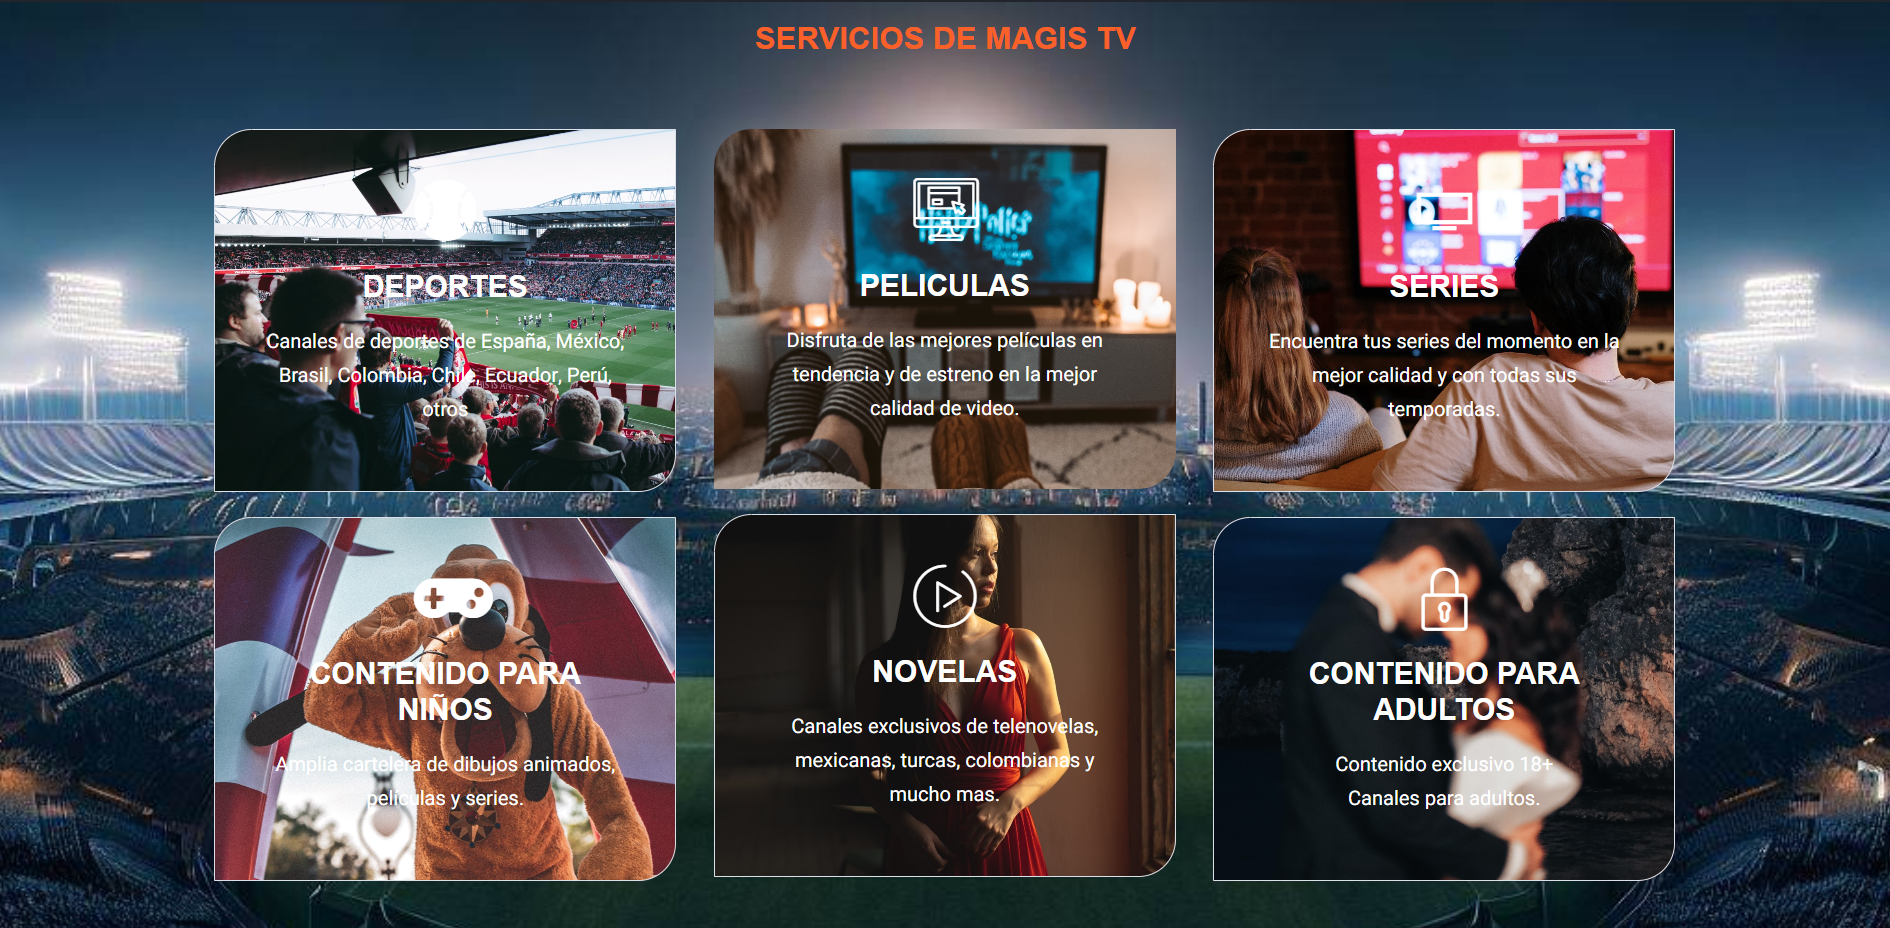 SERVICIOS DE MAGIS TV
DEPORTES
Canales de deportes de España, México,
Brasil, Colombia, Chile, Ecuador, Perú,
otros
PELICULAS
Disfruta de las mejores películas en
tendencia y de estreno en la mejor
calidad de video.
SERIES
Encuentra tus series del momento en la
mejor calidad y con todas sus
temporadas.
CONTENIDO PARA
NIÑOS
Amplia cartelera de dibujos animados,
películas y series.
NOVELAS
Canales exclusivos de telenovelas,
mexicanas, turcas, colombianas y
mucho mas.
CONTENIDO PARA
ADULTOS
Contenido exclusivo 18+
Canales para adultos.